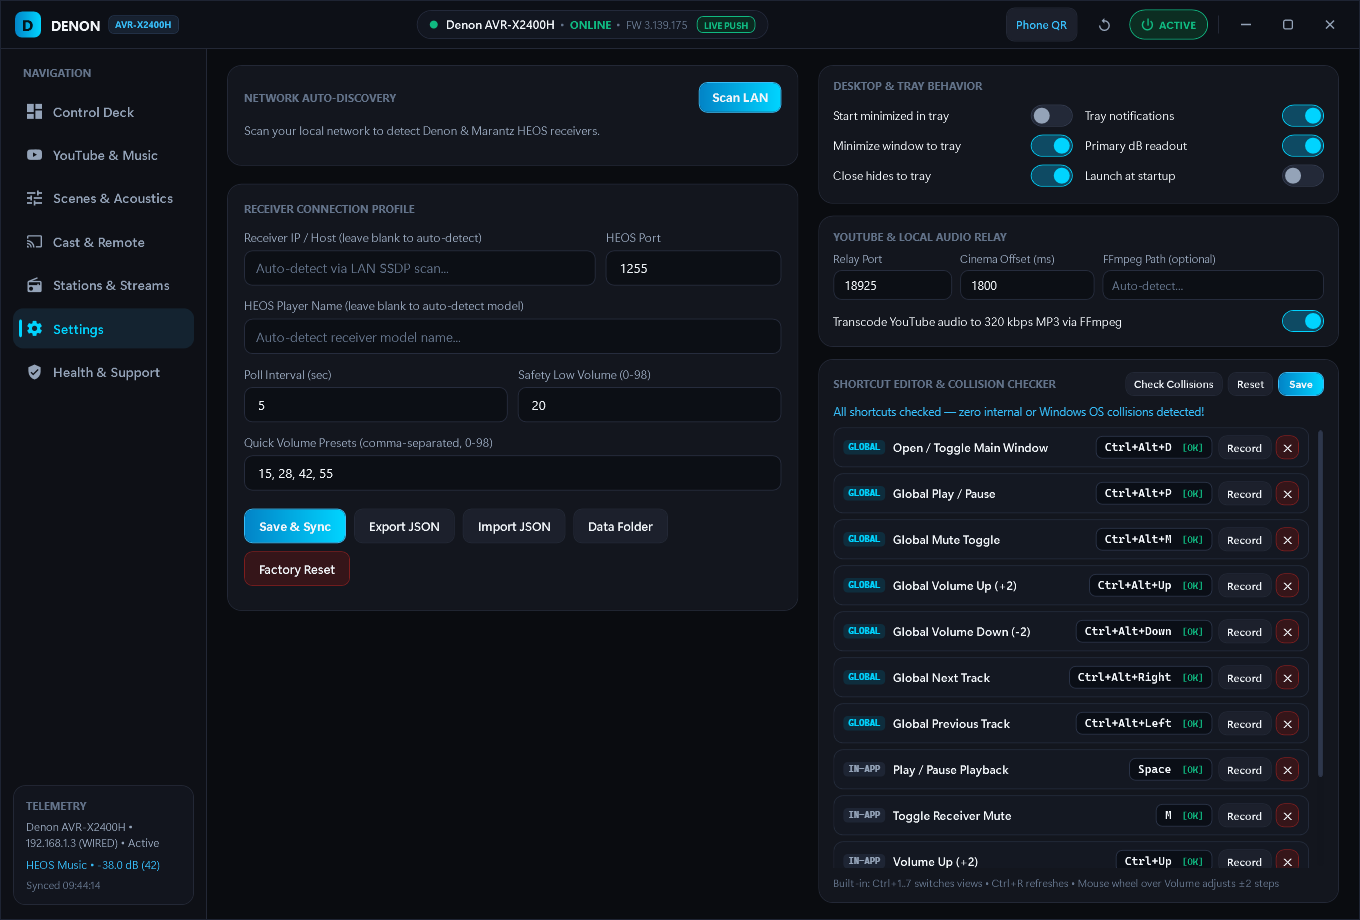 D DENON AVR-X2400H
Denon AVR-X2400H • ONLINE • FW 3.139.175 LIVE PUSH
Phone QR ACTIVE
NAVIGATION
Control Deck
YouTube & Music
Scenes & Acoustics
Cast & Remote
Stations & Streams
Settings
Health & Support
TELEMETRY
Denon AVR-X2400H •
192.168.1.3 (WIRED) • Active
HEOS Music • -38.0 dB (42)
Synced 09:44:14
NETWORK AUTO-DISCOVERY
Scan LAN
Scan your local network to detect Denon & Marantz HEOS receivers.
RECEIVER CONNECTION PROFILE
Receiver IP / Host (leave blank to auto-detect) HEOS Port
Auto-detect via LAN SSDP scan... 1255
HEOS Player Name (leave blank to auto-detect model)
Auto-detect receiver model name...
Poll Interval (sec) Safety Low Volume (0-98)
5 20
Quick Volume Presets (comma-separated, 0-98)
15, 28, 42, 55
Save & Sync Export JSON Import JSON Data Folder
Factory Reset
DESKTOP & TRAY BEHAVIOR
Start minimized in tray Tray notifications
Minimize window to tray Primary dB readout
Close hides to tray Launch at startup
YOUTUBE & LOCAL AUDIO RELAY
Relay Port Cinema Offset (ms) FFmpeg Path (optional)
18925 1800 Auto-detect...
Transcode YouTube audio to 320 kbps MP3 via FFmpeg
SHORTCUT EDITOR & COLLISION CHECKER Check Collisions Reset Save
All shortcuts checked — zero internal or Windows OS collisions detected!
GLOBAL Open / Toggle Main Window Ctrl+Alt+D [OK] Record
GLOBAL Global Play / Pause Ctrl+Alt+P [OK] Record
GLOBAL Global Mute Toggle Ctrl+Alt+M [OK] Record
GLOBAL Global Volume Up (+2) Ctrl+Alt+Up [OK] Record
GLOBAL Global Volume Down (-2) Ctrl+Alt+Down [OK] Record
GLOBAL Global Next Track Ctrl+Alt+Right [OK] Record
GLOBAL Global Previous Track Ctrl+Alt+Left [OK] Record
IN-APP Play / Pause Playback Space [OK] Record
IN-APP Toggle Receiver Mute M [OK] Record
IN-APP Volume Up (+2) Ctrl+Up [OK] Record
Built-in: Ctrl+1..7 switches views • Ctrl+R refreshes • Mouse wheel over Volume adjusts ±2 steps